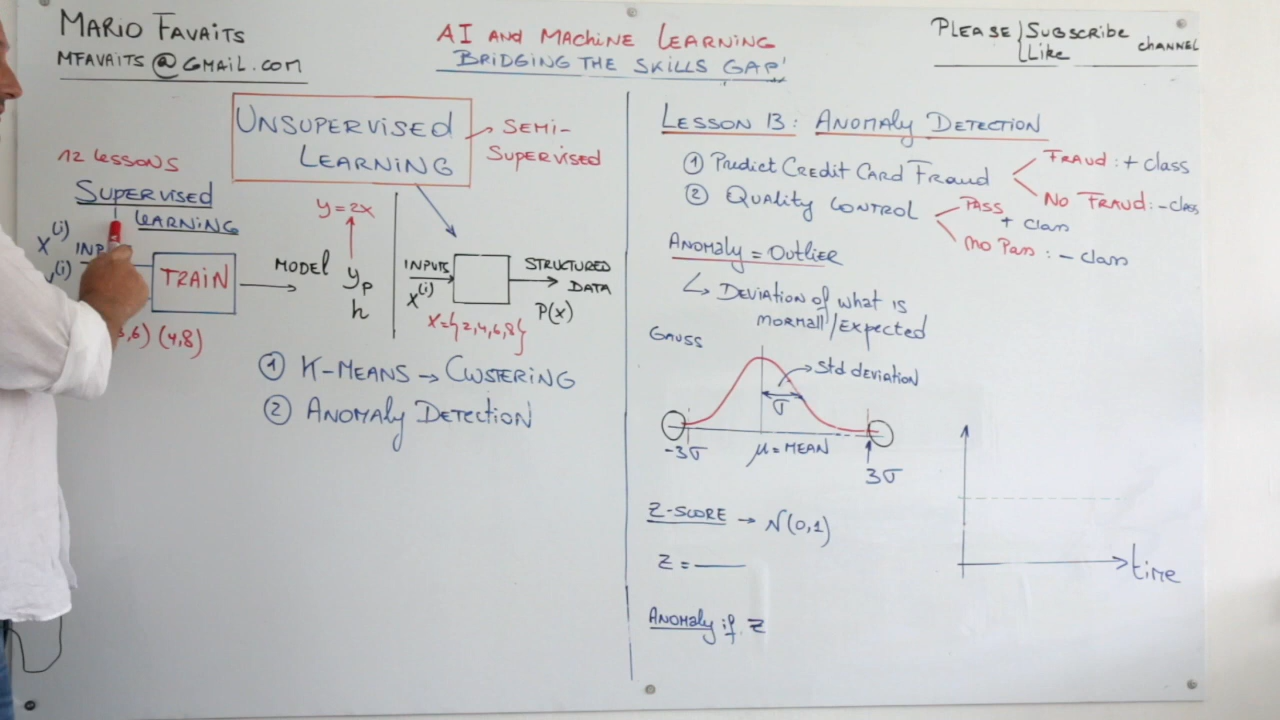 MARIO FAVAITS
MFAVAITS@GMAIL.COM
AI AND MACHINE LEARNING
BRIDGING THE SKILLS GAP'
PLEASE Subscribe
Like
CHANNEL
12 LESSONS
SUPERVISED
LEARNING
X⁽ⁱ⁾
INP
⁽ⁱ⁾
TRAIN
,6) (4,8)
MODEL
y = 2x
yₚ
h
UNSUPERVISED
LEARNING
SEMI-
SUPERVISED
INPUTS
X⁽ⁱ⁾
X={2,4,6,8}
STRUCTURED
DATA
P(x)
① K-MEANS → CLUSTERING
② ANOMALY DETECTION
LESSON 13: ANOMALY DETECTION
① Predict Credit Card Fraud
FRAUD: + class
NO FRAUD: - class
② QUALITY CONTROL
PASS
+ class
No Pass : - class
ANOMALY = OUTLIER
↳ DEVIATION OF WHAT IS
NORMAL/EXPECTED
GAUSS
Std deviation
σ
-3σ
μ = MEAN
3σ
Z-SCORE → N(0,1)
Z = ——
ANOMALY if Z
time